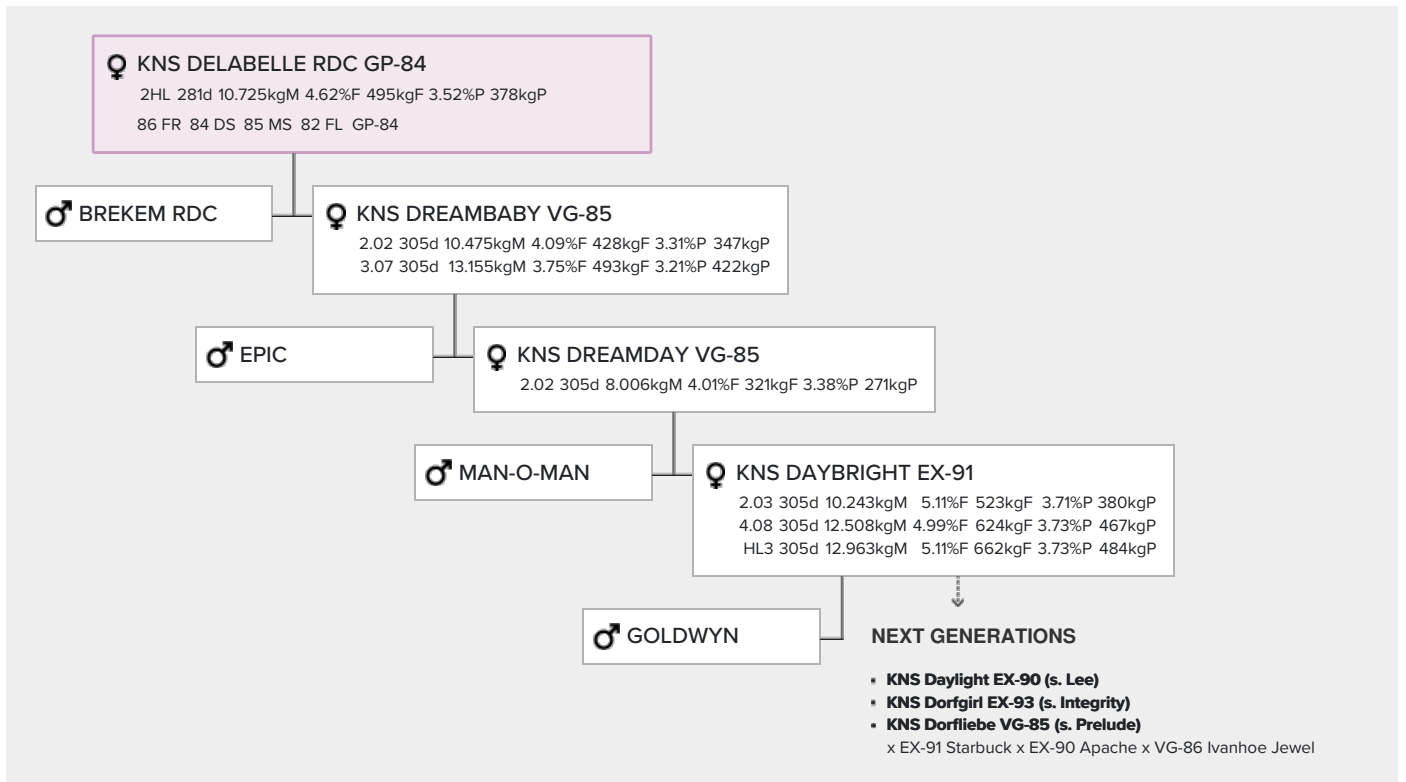 KNS DELABELLE RDC GP-84
2HL 281d 10.725kgM 4.62%F 495kgF 3.52%P 378kgP
86 FR 84 DS 85 MS 82 FL GP-84
BREKEM RDC
KNS DREAMBABY VG-85
2.02 305d 10.475kgM 4.09%F 428kgF 3.31%P 347kgP
3.07 305d 13.155kgM 3.75%F 493kgF 3.21%P 422kgP
EPIC
KNS DREAMDAY VG-85
2.02 305d 8.006kgM 4.01%F 321kgF 3.38%P 271kgP
MAN-O-MAN
KNS DAYBRIGHT EX-91
2.03 305d 10.243kgM 5.11%F 523kgF 3.71%P 380kgP
4.08 305d 12.508kgM 4.99%F 624kgF 3.73%P 467kgP
HL3 305d 12.963kgM 5.11%F 662kgF 3.73%P 484kgP
GOLDWYN
NEXT GENERATIONS
KNS Daylight EX-90 (s. Lee)
KNS Dorfgirl EX-93 (s. Integrity)
KNS Dorfliebe VG-85 (s. Prelude)
x EX-91 Starbuck x EX-90 Apache x VG-86 Ivanhoe Jewel